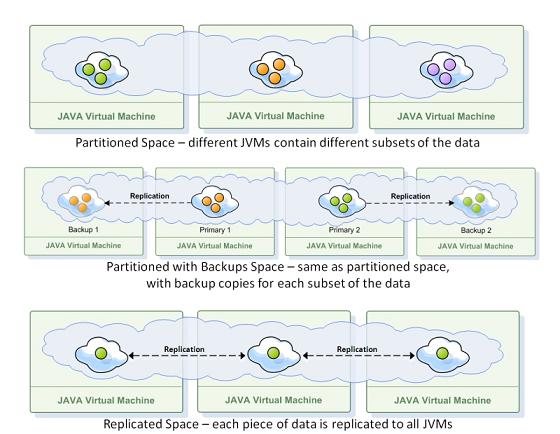 JAVA Virtual Machine JAVA Virtual Machine JAVA Virtual Machine
Partitioned Space – different JVMs contain different subsets of the data
Replication Replication
Backup 1 Primary 1 Primary 2 Backup 2
JAVA Virtual Machine JAVA Virtual Machine JAVA Virtual Machine JAVA Virtual Machine
Partitioned with Backups Space – same as partitioned space,
with backup copies for each subset of the data
Replication Replication
JAVA Virtual Machine JAVA Virtual Machine JAVA Virtual Machine
Replicated Space – each piece of data is replicated to all JVMs